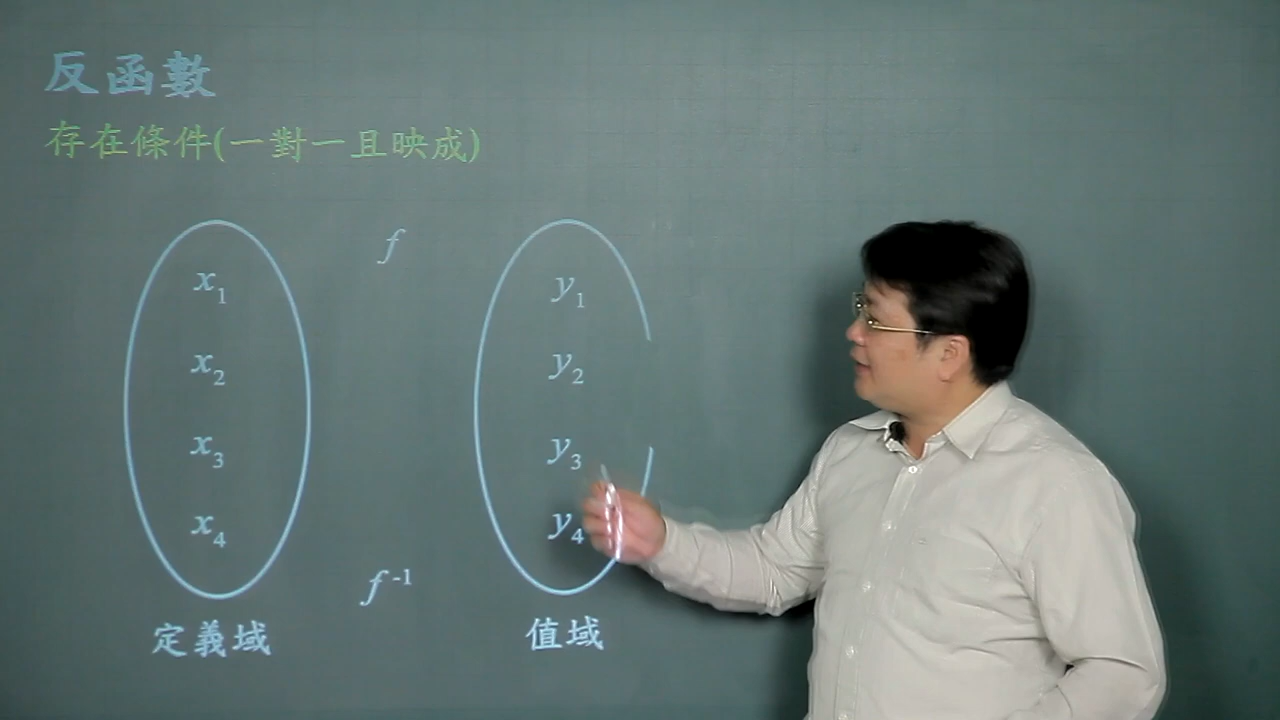 反函數
存在條件(一對一且映成)
f
x₁ y₁
x₂ y₂
x₃ y₃
x₄ y₄
f⁻¹
定義域 值域